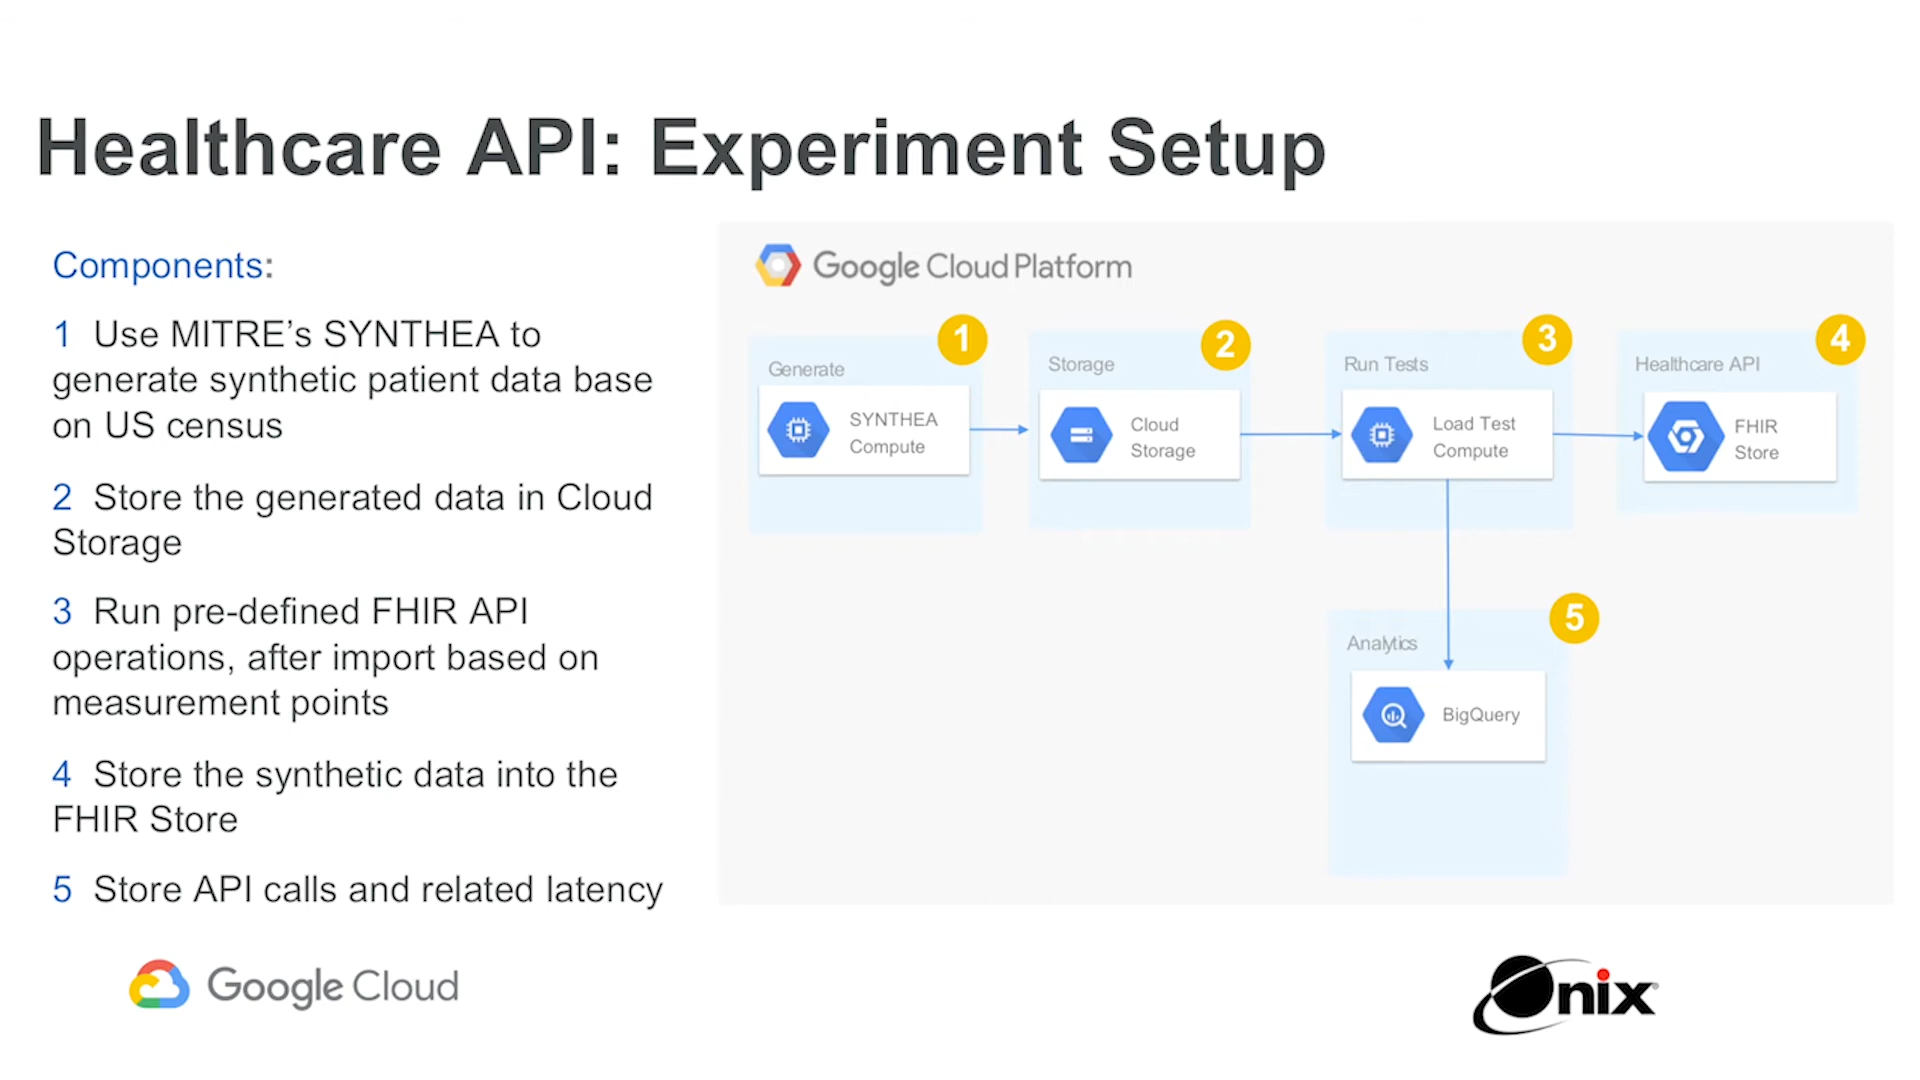 Healthcare API: Experiment Setup
Components:
1 Use MITRE’s SYNTHEA to
generate synthetic patient data base
on US census
2 Store the generated data in Cloud
Storage
3 Run pre-defined FHIR API
operations, after import based on
measurement points
4 Store the synthetic data into the
FHIR Store
5 Store API calls and related latency
Google Cloud Platform
1
Generate
SYNTHEA
Compute
2
Storage
Cloud
Storage
3
Run Tests
Load Test
Compute
4
Healthcare API
FHIR
Store
5
Analytics
BigQuery
Google Cloud
Onix